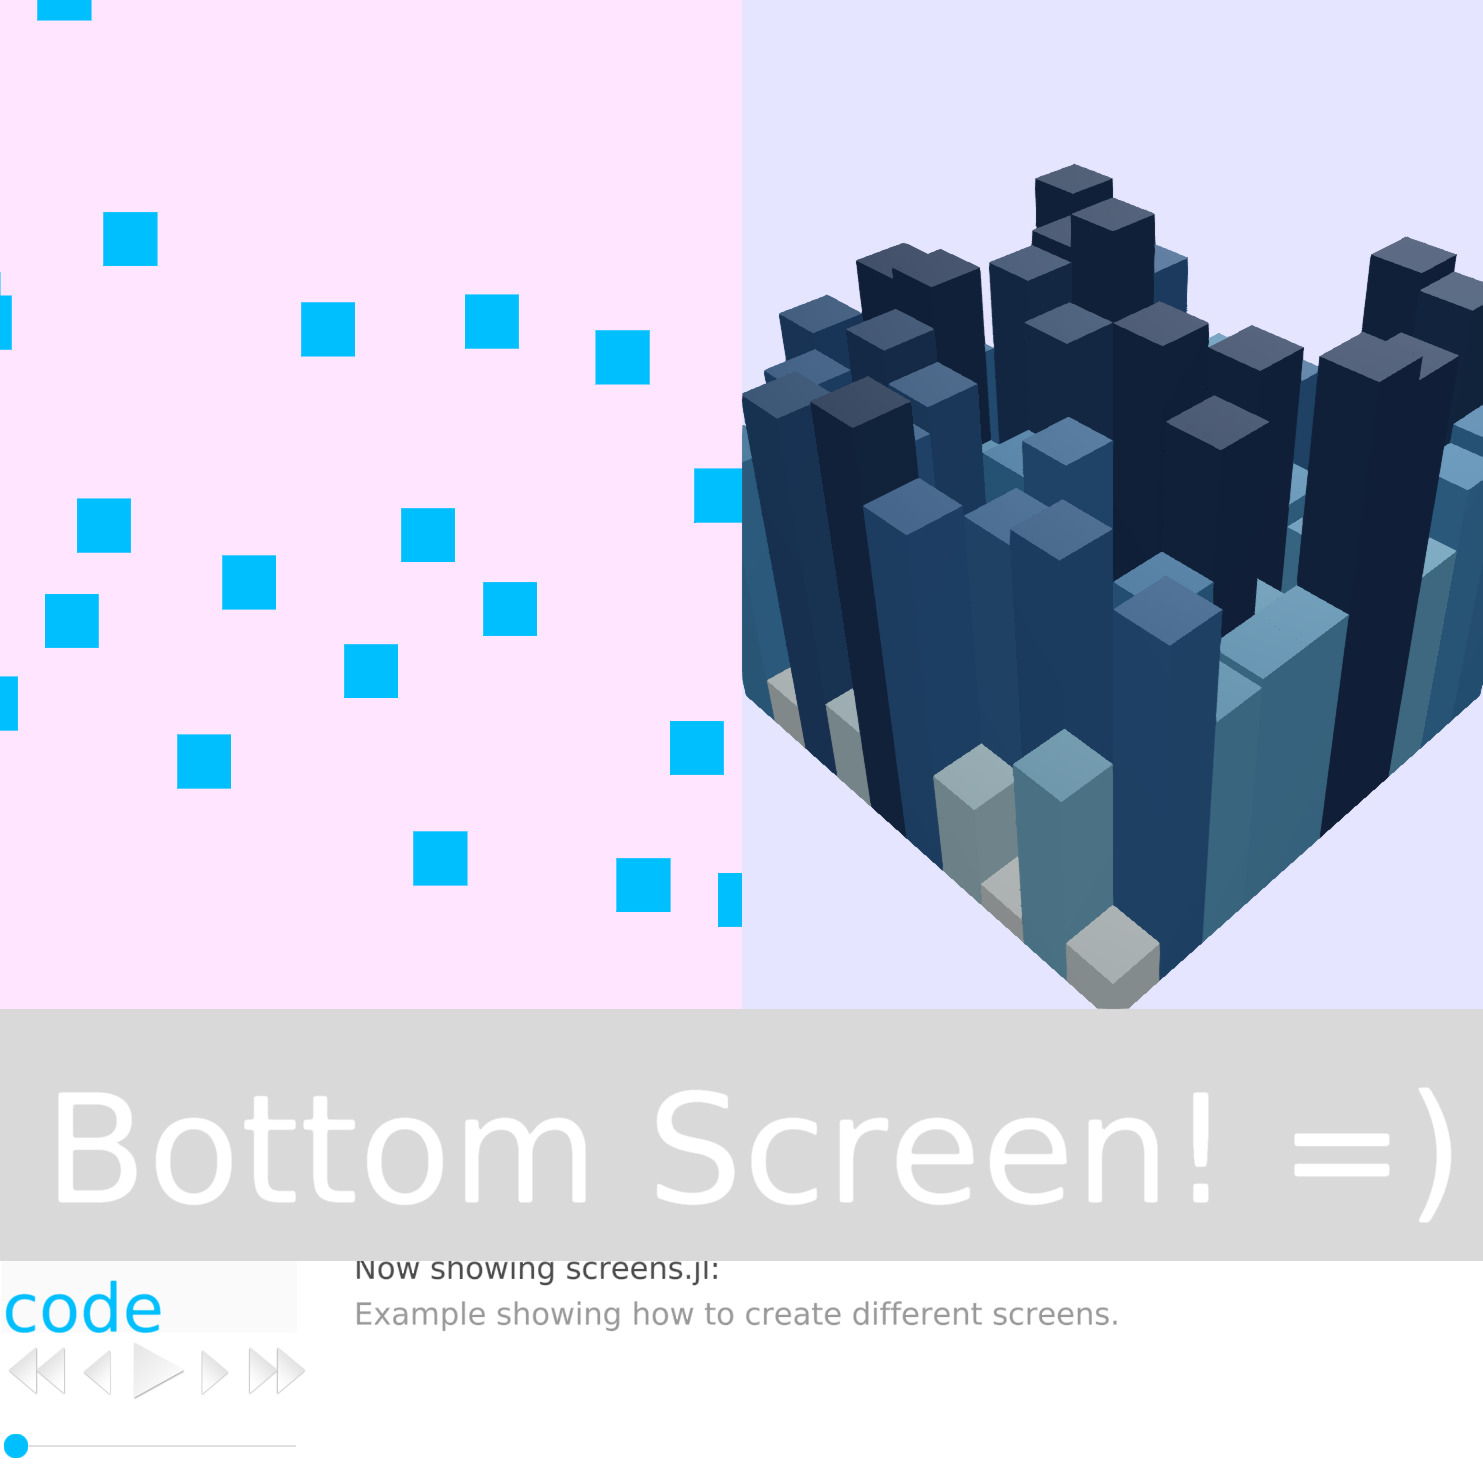 Bottom Screen! =)
Now showing screens.jl:
code
Example showing how to create different screens.